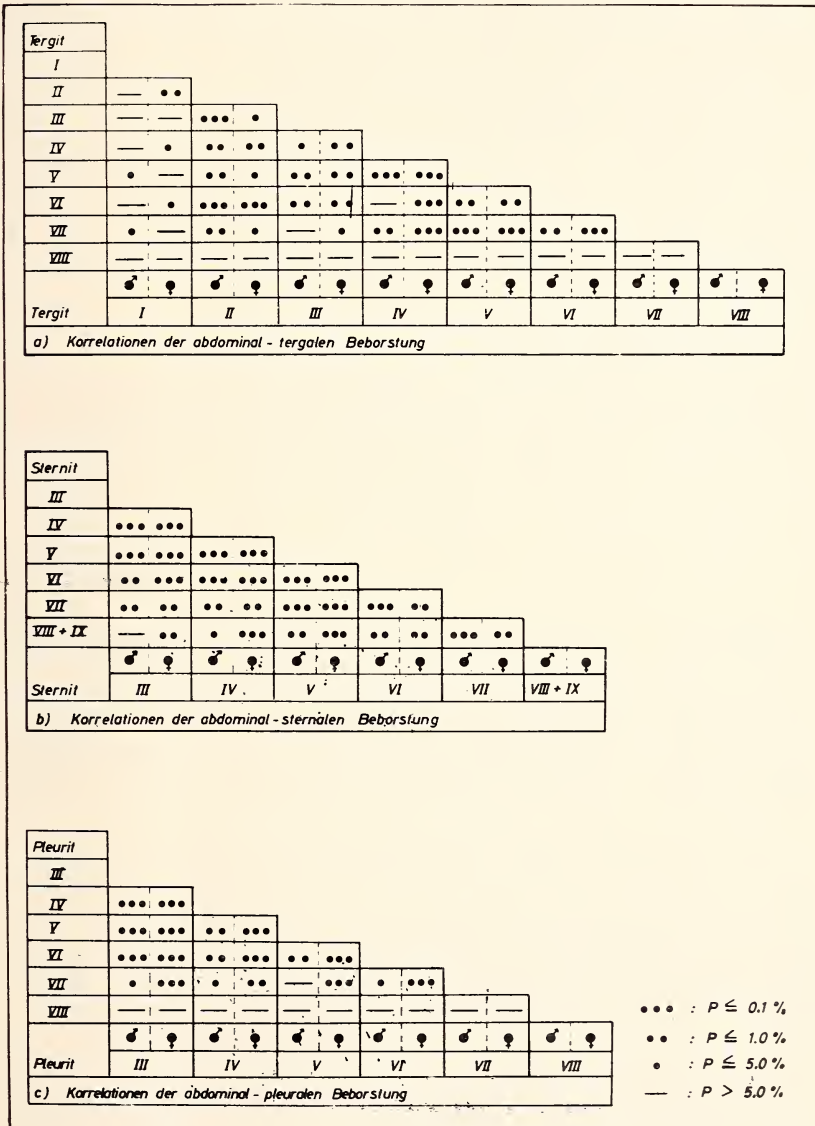 Tergit
I
II — ••
III — — ••• •
IV — • •• •• • ••
V • — •• • •• •• ••• •••
VI — • ••• ••• •• •• — ••• •• ••
VII • — •• • — • •• ••• ••• ••• •• •••
VIII — — — — — — — — — — — — — —
♂ ♀ ♂ ♀ ♂ ♀ ♂ ♀ ♂ ♀ ♂ ♀ ♂ ♀ ♂ ♀
Tergit I II III IV V VI VII VIII
a) Korrelationen der abdominal - tergalen Beborstung
Sternit
III
IV ••• •••
V ••• ••• ••• •••
VI •• ••• ••• ••• ••• •••
VII •• •• •• •• ••• ••• ••• ••
VIII + IX — •• • ••• •• ••• •• •• ••• ••
♂ ♀ ♂ ♀ ♂ ♀ ♂ ♀ ♂ ♀ ♂ ♀
Sternit III IV V VI VII VIII + IX
b) Korrelationen der abdominal - sternalen Beborstung
Pleurit
III
IV ••• •••
V ••• ••• •• •••
VI ••• ••• •• ••• •• •••
VII • ••• • •• — ••• • •••
VIII — — — — — — — — — —
♂ ♀ ♂ ♀ ♂ ♀ ♂ ♀ ♂ ♀ ♂ ♀
Pleurit III IV V VI VII VIII
c) Korrelationen der abdominal - pleuralen Beborstung
••• : P ≦ 0.1 %
•• : P ≦ 1.0 %
• : P ≦ 5.0 %
— : P > 5.0 %